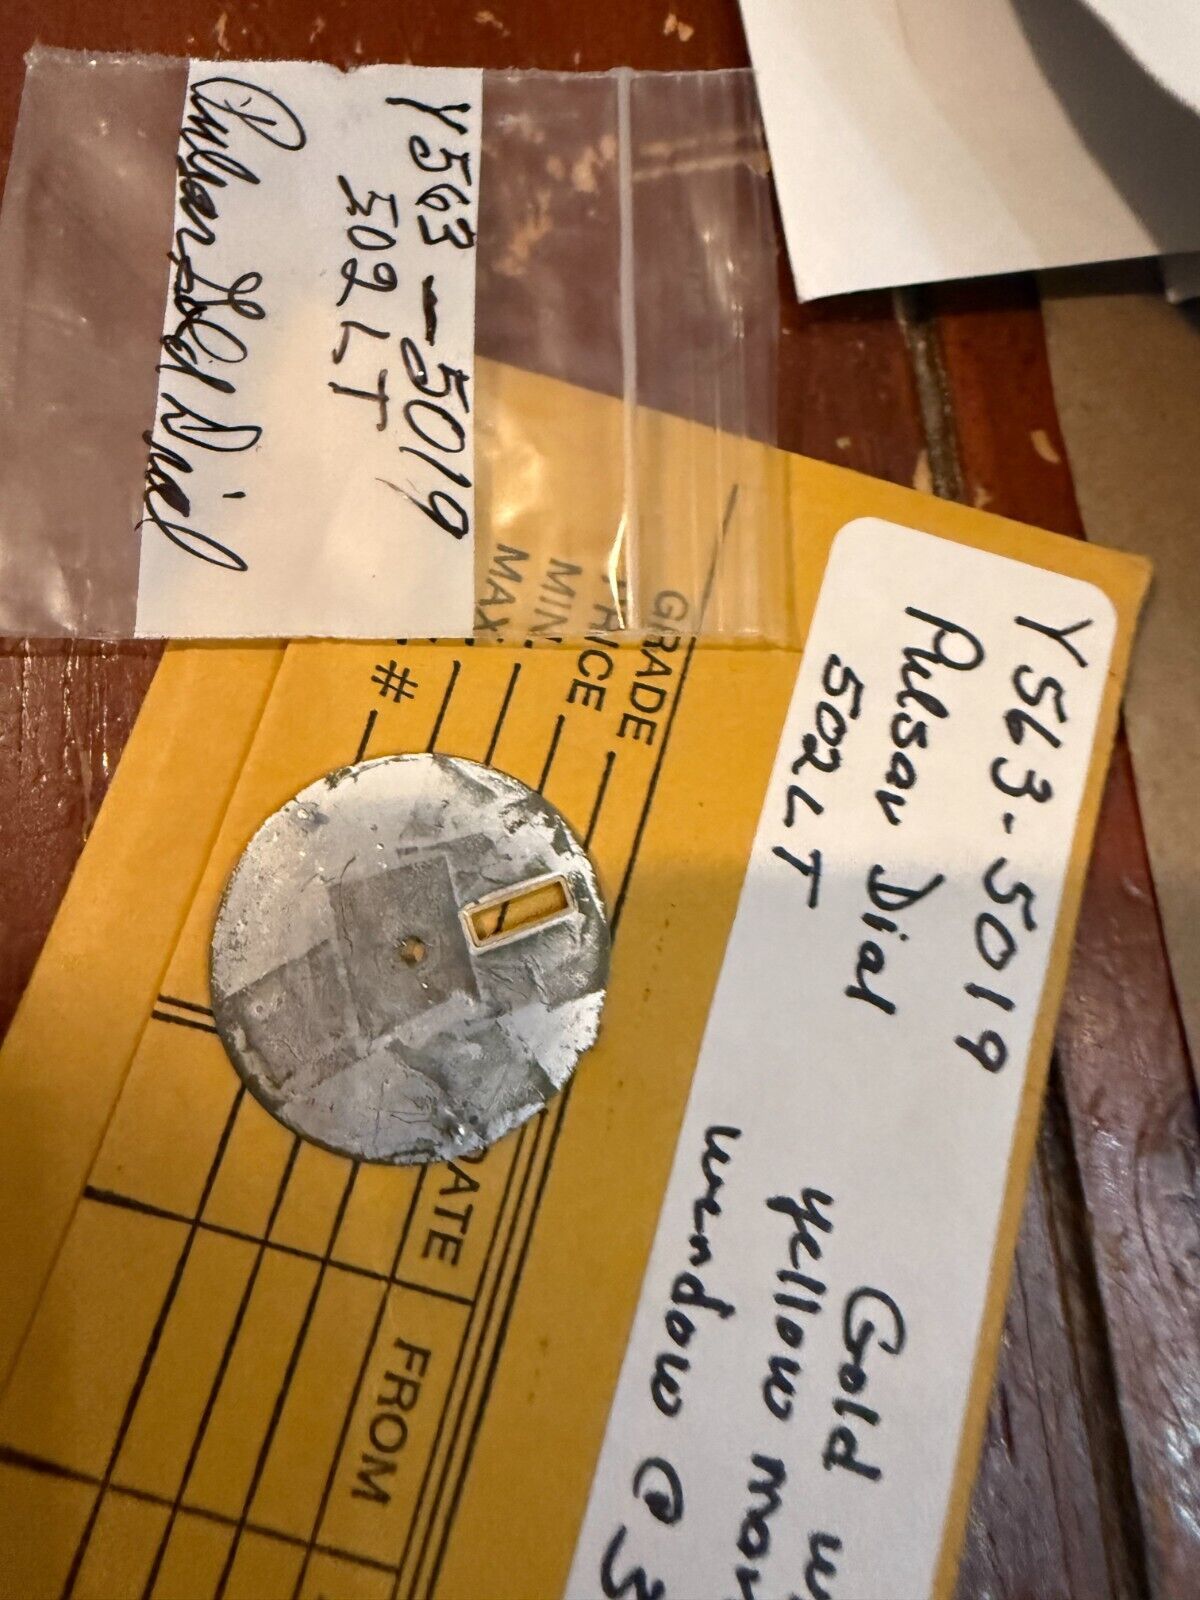 Y563-5019
502LT
Pulsar Gold Dial
Y563-5019
Pulsar Dial
502LT
Gold w
yellow mar
window @ 3
GRADE
PRICE
MIN.
MAX.
#
DATE
FROM